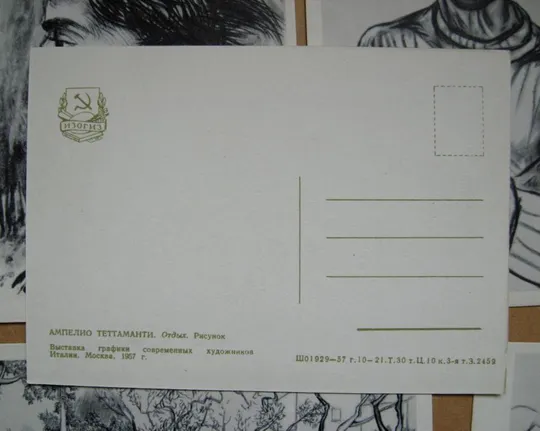 ИЗОГИЗ
АМПЕЛИО ТЕТТАМАНТИ. Отдых. Рисунок
Выставка графики современных художников
Италии. Москва, 1957 г.
Ш01929—57 г. 10—21. Т. 30 т. Ц. 10 к. 3-я т. З. 2459